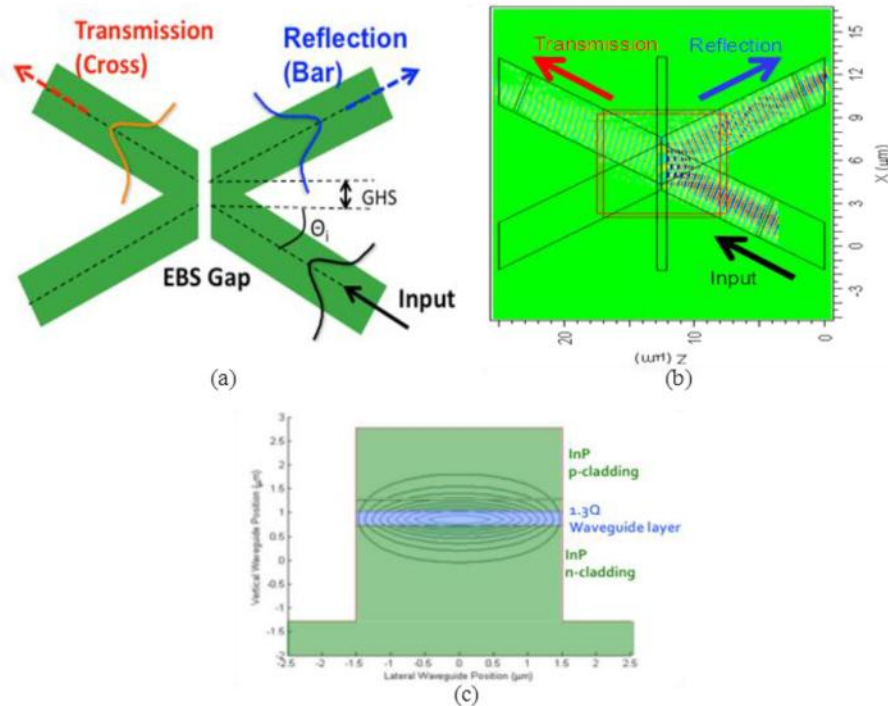 Transmission
(Cross)
Reflection
(Bar)
GHS
Θi
EBS Gap
Input
(a)
Transmission
Reflection
Input
X (µm)
15
12
9
6
3
0
-3
20
10
0
Z (µm)
(b)
Vertical Waveguide Position (µm)
3
2.5
2
1.5
1
0.5
0
-0.5
-1
-1.5
-2
InP
p-cladding
1.3Q
Waveguide layer
InP
n-cladding
-2.5 -2 -1.5 -1 -0.5 0 0.5 1 1.5 2 2.5
Lateral Waveguide Position (µm)
(c)